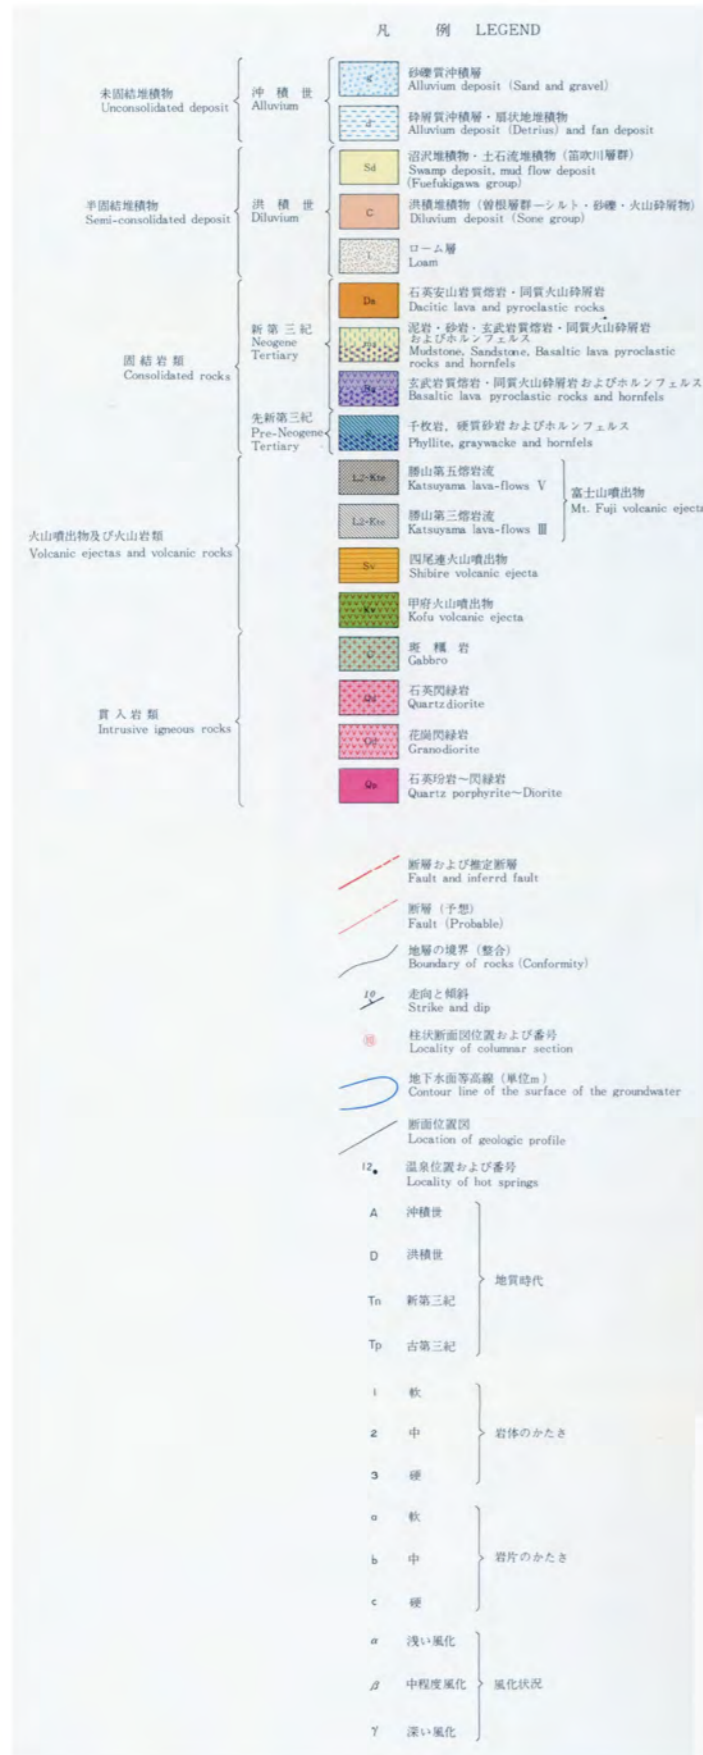 凡 例 LEGEND
未固結堆積物
Unconsolidated deposit
沖積世
Alluvium
砂礫質沖積層
Alluvium deposit (Sand and gravel)
d
砕屑質沖積層・扇状地堆積物
Alluvium deposit (Detrius) and fan deposit
半固結堆積物
Semi-consolidated deposit
洪積世
Diluvium
Sd
沼沢堆積物・土石流堆積物 (笛吹川層群)
Swamp deposit, mud flow deposit
(Fuefukigawa group)
C
洪積堆積物 (曽根層群—シルト・砂礫・火山砕屑物)
Diluvium deposit (Sone group)
ローム層
Loam
固結岩類
Consolidated rocks
新第三紀
Neogene
Tertiary
Da
石英安山岩質熔岩・同質火山砕屑岩
Dacitic lava and pyroclastic rocks
泥岩・砂岩・玄武岩質熔岩・同質火山砕屑岩
およびホルンフェルス
Mudstone, Sandstone, Basaltic lava pyroclastic
rocks and hornfels
玄武岩質熔岩・同質火山砕屑岩およびホルンフェルス
Basaltic lava pyroclastic rocks and hornfels
先新第三紀
Pre-Neogene
Tertiary
千枚岩, 硬質砂岩およびホルンフェルス
Phyllite, graywacke and hornfels
火山噴出物及び火山岩類
Volcanic ejectas and volcanic rocks
L2-Kte
勝山第五熔岩流
Katsuyama lava-flows Ⅴ
L2-Kte
勝山第三熔岩流
Katsuyama lava-flows Ⅲ
富士山噴出物
Mt. Fuji volcanic ejecta
Sv
四尾連火山噴出物
Shibire volcanic ejecta
Kv
甲府火山噴出物
Kofu volcanic ejecta
貫入岩類
Intrusive igneous rocks
斑糲岩
Gabbro
Qd
石英閃緑岩
Quartz diorite
Gd
花崗閃緑岩
Granodiorite
Qp
石英玢岩～閃緑岩
Quartz porphyrite～Diorite
断層および推定断層
Fault and inferrd fault
断層 (予想)
Fault (Probable)
地層の境界 (整合)
Boundary of rocks (Conformity)
10
走向と傾斜
Strike and dip
柱状断面図位置および番号
Locality of columnar section
地下水面等高線 (単位m)
Contour line of the surface of the groundwater
断面位置図
Location of geologic profile
12
温泉位置および番号
Locality of hot springs
A 沖積世
D 洪積世
Tn 新第三紀
Tp 古第三紀
地質時代
1 軟
2 中
3 硬
岩体のかたさ
a 軟
b 中
c 硬
岩片のかたさ
α 浅い風化
β 中程度風化
γ 深い風化
風化状況